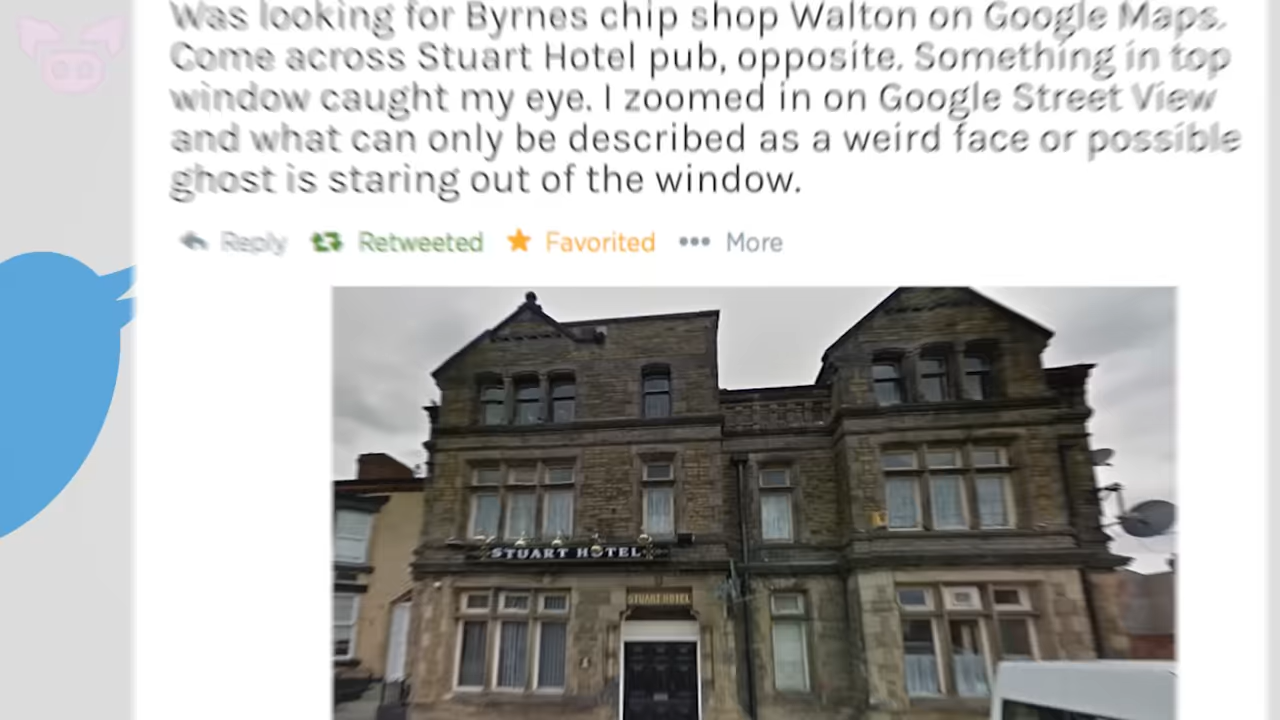 Was looking for Byrnes chip shop Walton on Google Maps.
Come across Stuart Hotel pub, opposite. Something in top
window caught my eye. I zoomed in on Google Street View
and what can only be described as a weird face or possible
ghost is staring out of the window.
Reply Retweeted Favorited More
STUART HOTEL
STUART HOTEL